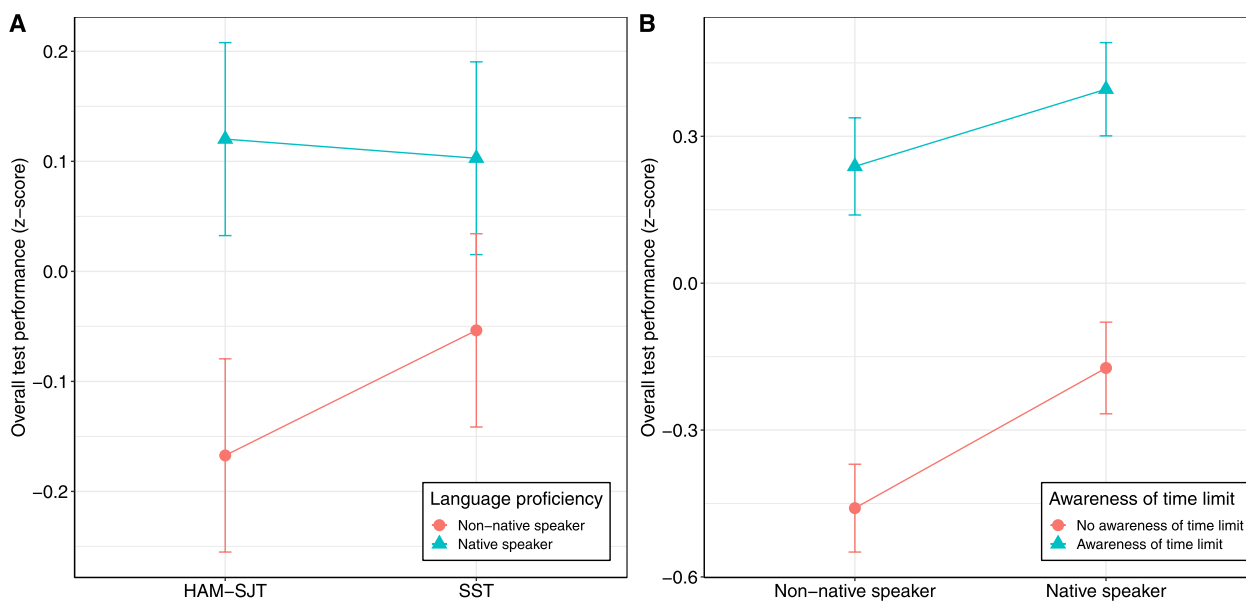 A
Overall test performance (z−score)
0.2
0.1
0.0
−0.1
−0.2
HAM−SJT
SST
Language proficiency
Non−native speaker
Native speaker
B
Overall test performance (z−score)
0.3
0.0
−0.3
−0.6
Non−native speaker
Native speaker
Awareness of time limit
No awareness of time limit
Awareness of time limit